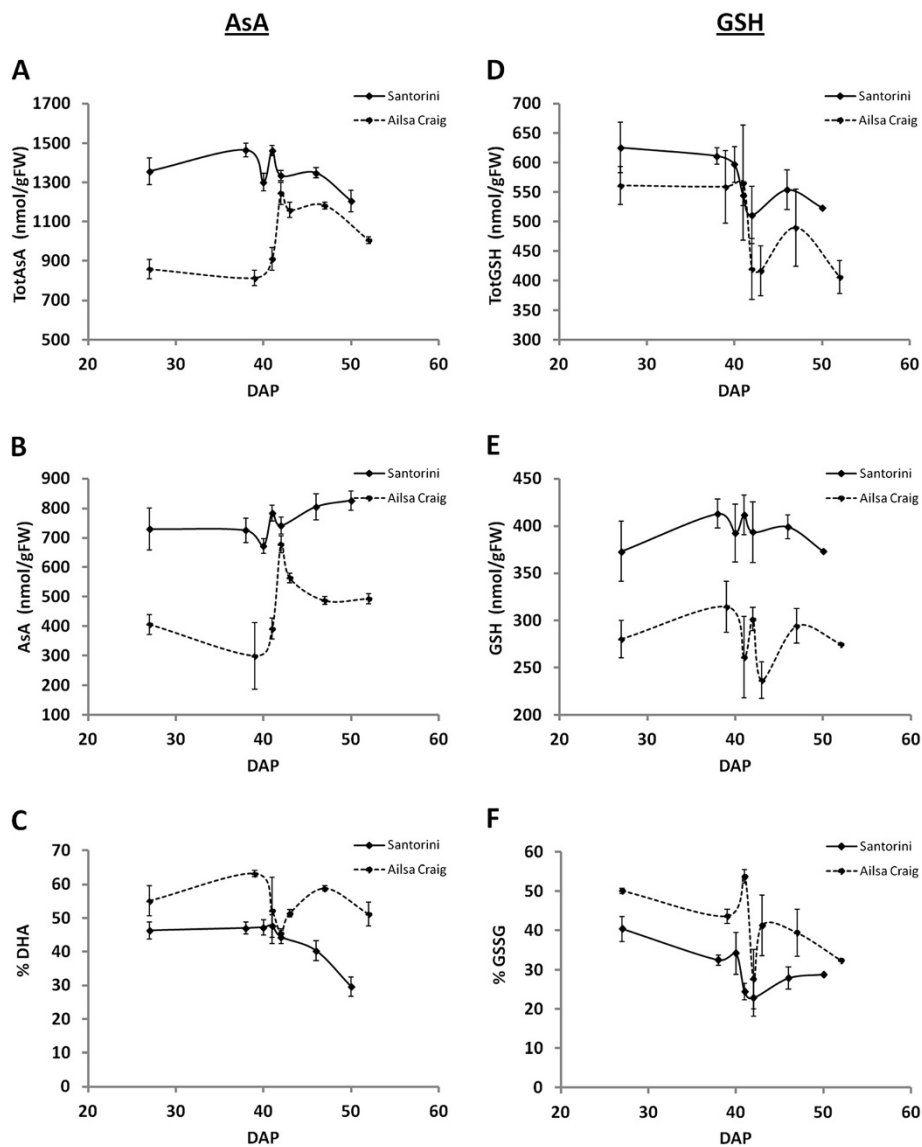 AsA
GSH
A
Santorini
Ailsa Craig
TotAsA (nmol/gFW)
1700
1500
1300
1100
900
700
500
20 30 40 50 60
DAP
D
Santorini
Ailsa Craig
TotGSH (nmol/gFW)
700
650
600
550
500
450
400
350
300
20 30 40 50 60
DAP
B
Santorini
Ailsa Craig
AsA (nmol/gFW)
900
800
700
600
500
400
300
200
100
20 30 40 50 60
DAP
E
Santorini
Ailsa Craig
GSH (nmol/gFW)
450
400
350
300
250
200
20 30 40 50 60
DAP
C
Santorini
Ailsa Craig
% DHA
70
60
50
40
30
20
10
0
20 30 40 50 60
DAP
F
Santorini
Ailsa Craig
% GSSG
60
50
40
30
20
10
0
20 30 40 50 60
DAP